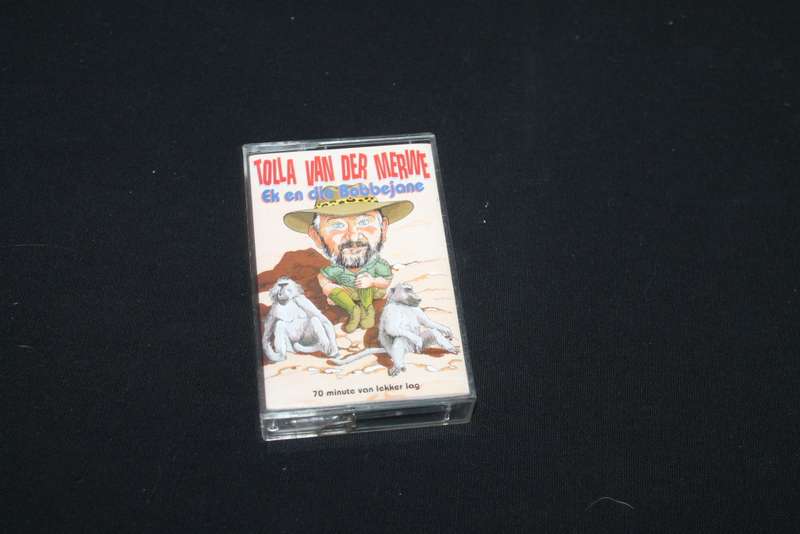 TOLLA VAN DER MERWE
Ek en die Bobbejane
70 minute van lekker lag